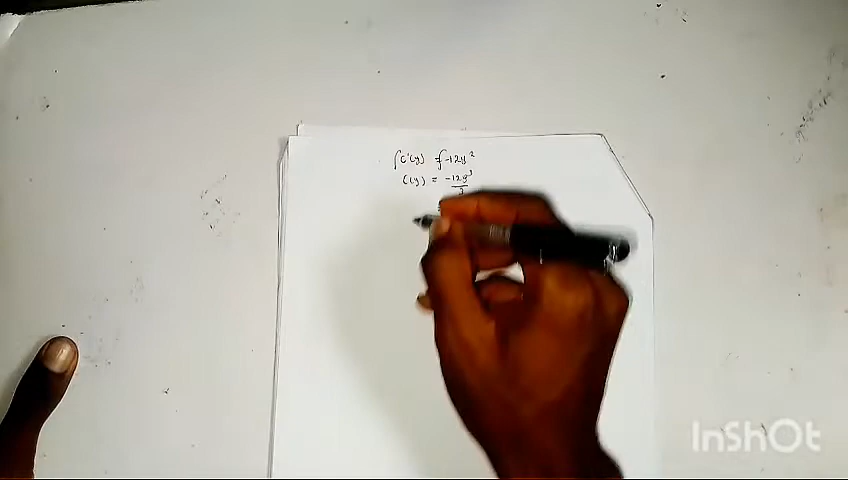 ∫C'(y) = ∫-12y²
C(y) = -12y³/3
InShOt